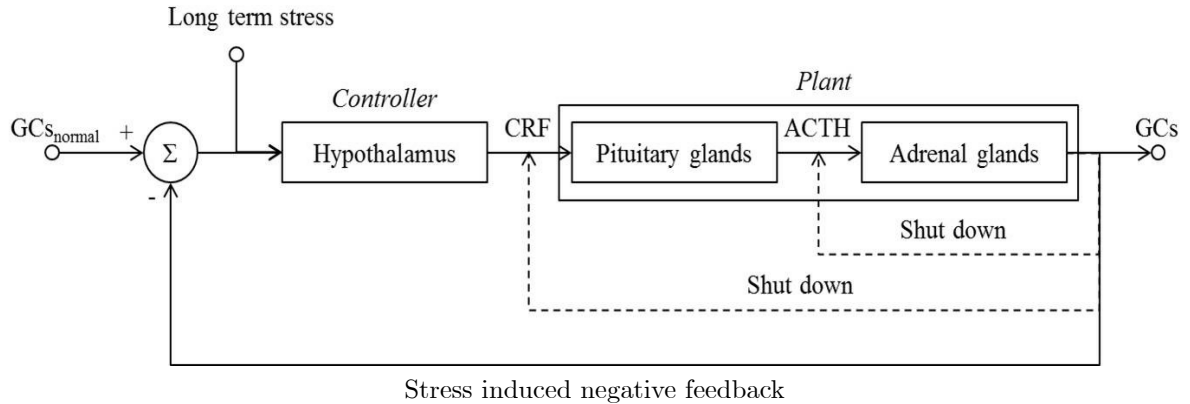 Long term stress
Plant
Controller
GCs_normal
+
Σ
Hypothalamus
CRF
Pituitary glands
ACTH
Adrenal glands
GCs
-
Shut down
Shut down
Stress induced negative feedback